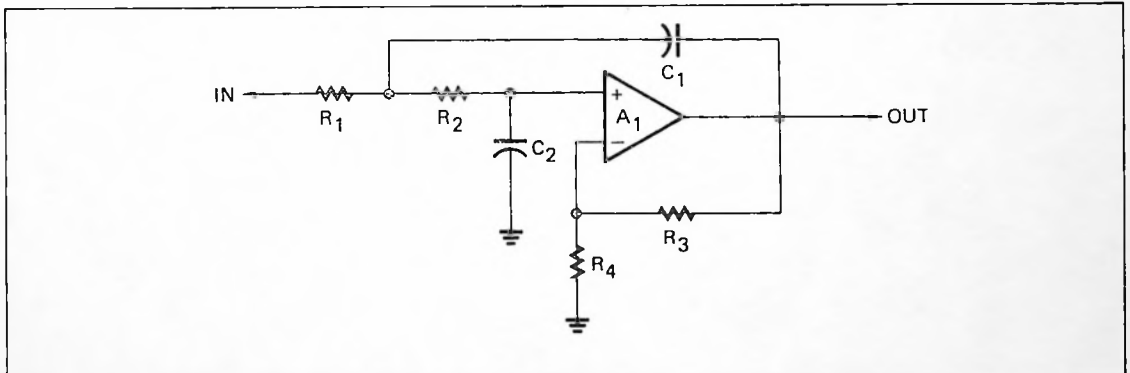 C₁
IN
R₁
R₂
+
A₁
−
OUT
C₂
R₃
R₄